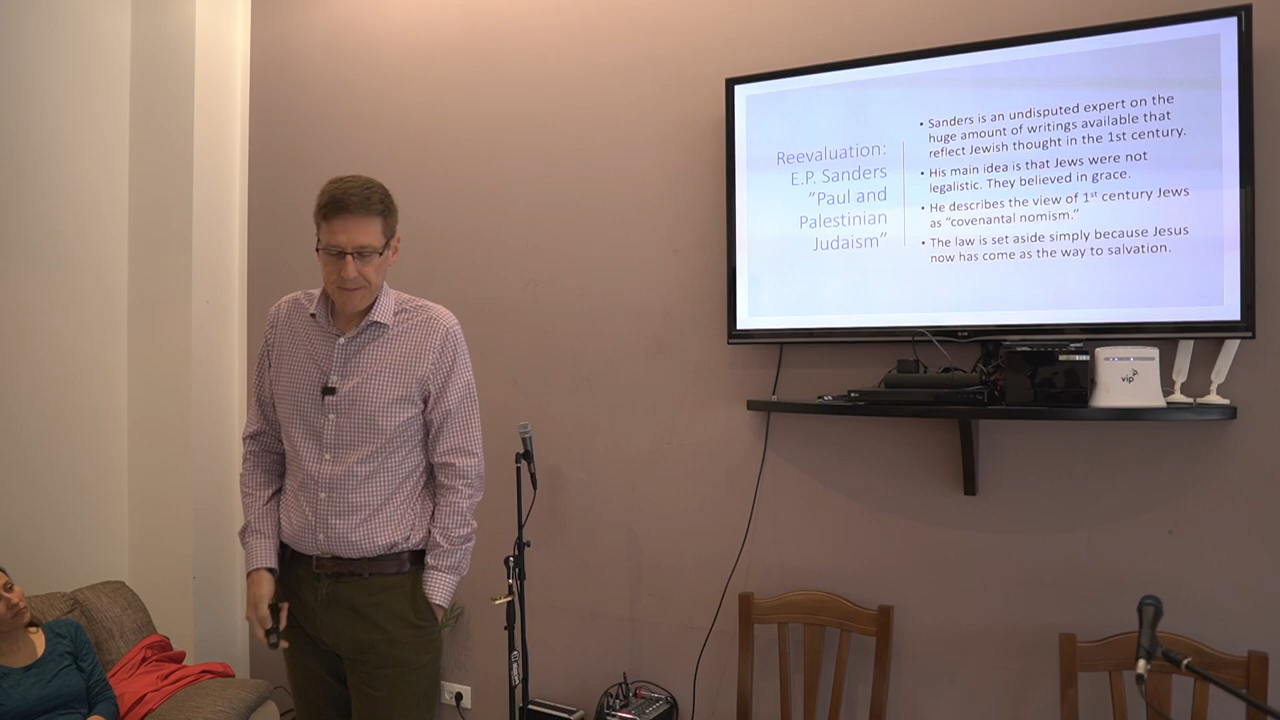 Reevaluation:
E.P. Sanders
"Paul and
Palestinian
Judaism"
• Sanders is an undisputed expert on the
huge amount of writings available that
reflect Jewish thought in the 1st century.
• His main idea is that Jews were not
legalistic. They believed in grace.
• He describes the view of 1st century Jews
as "covenantal nomism."
• The law is set aside simply because Jesus
now has come as the way to salvation.
vip